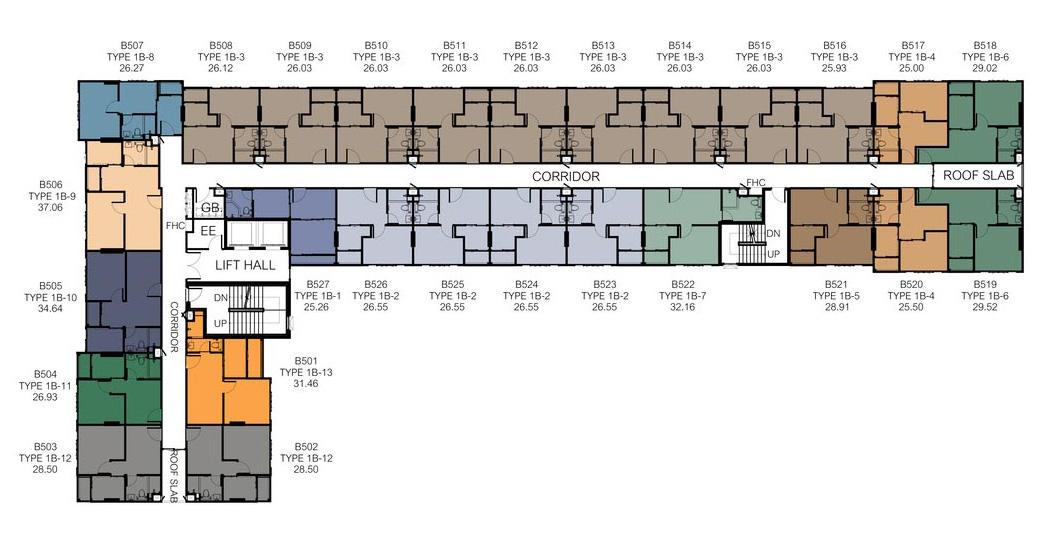 B507
TYPE 1B-8
26.27
B508
TYPE 1B-3
26.12
B509
TYPE 1B-3
26.03
B510
TYPE 1B-3
26.03
B511
TYPE 1B-3
26.03
B512
TYPE 1B-3
26.03
B513
TYPE 1B-3
26.03
B514
TYPE 1B-3
26.03
B515
TYPE 1B-3
26.03
B516
TYPE 1B-3
25.93
B517
TYPE 1B-4
25.00
B518
TYPE 1B-6
29.02
CORRIDOR
ROOF SLAB
FHC
B506
TYPE 1B-9
37.06
GB
FHC
EE
DN
UP
LIFT HALL
B505
TYPE 1B-10
34.64
CORRIDOR
DN
UP
B527
TYPE 1B-1
25.26
B526
TYPE 1B-2
26.55
B525
TYPE 1B-2
26.55
B524
TYPE 1B-2
26.55
B523
TYPE 1B-2
26.55
B522
TYPE 1B-7
32.16
B521
TYPE 1B-5
28.91
B520
TYPE 1B-4
25.50
B519
TYPE 1B-6
29.52
B501
TYPE 1B-13
31.46
B504
TYPE 1B-11
26.93
B503
TYPE 1B-12
28.50
ROOF SLAB
B502
TYPE 1B-12
28.50